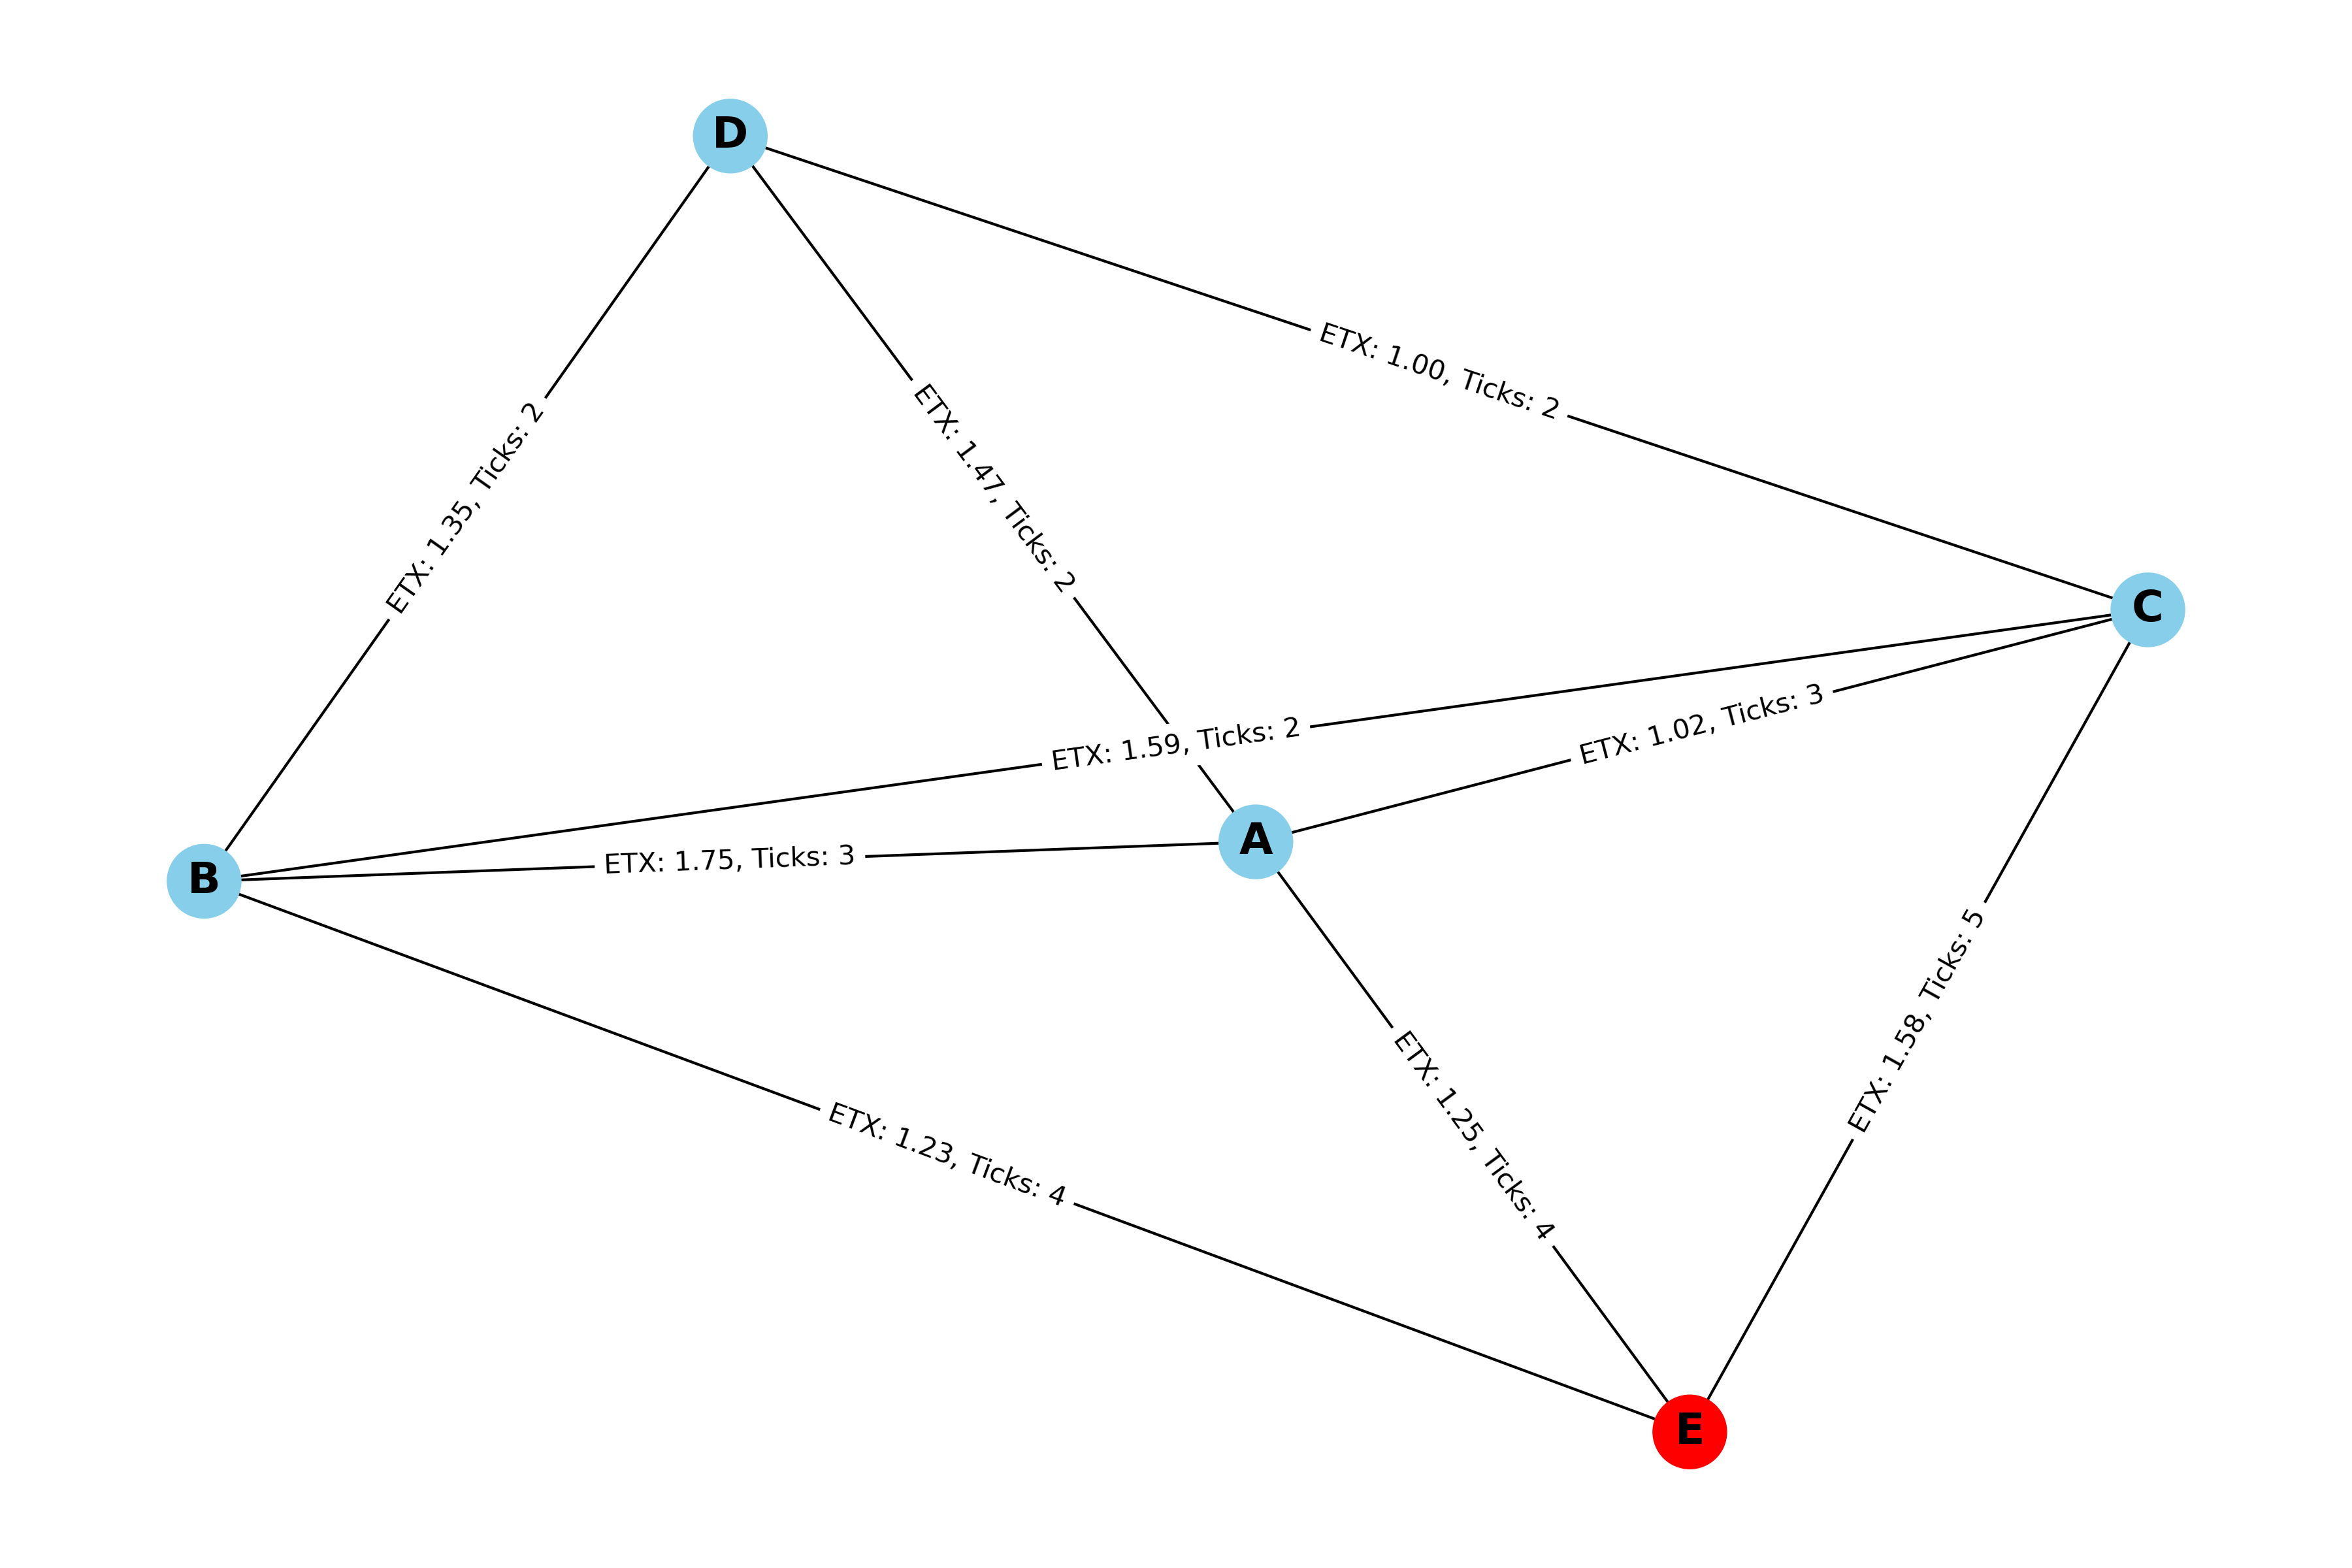 D
ETX: 1.00, Ticks: 2
ETX: 1.35, Ticks: 2
ETX: 1.47, Ticks: 2
C
ETX: 1.59, Ticks: 2
ETX: 1.02, Ticks: 3
A
B
ETX: 1.75, Ticks: 3
ETX: 1.58, Ticks: 5
ETX: 1.25, Ticks: 4
ETX: 1.23, Ticks: 4
E